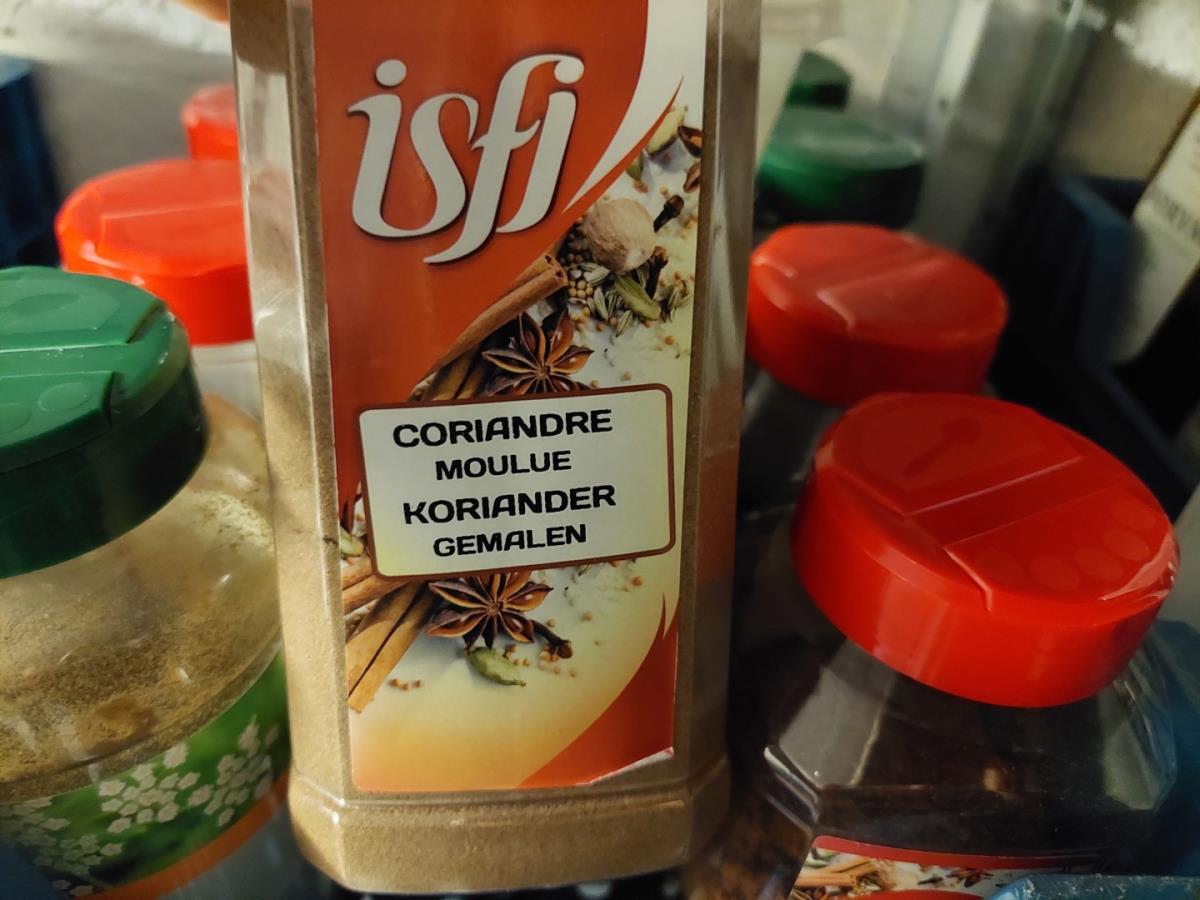 isfi
CORIANDRE
MOULUE
KORIANDER
GEMALEN